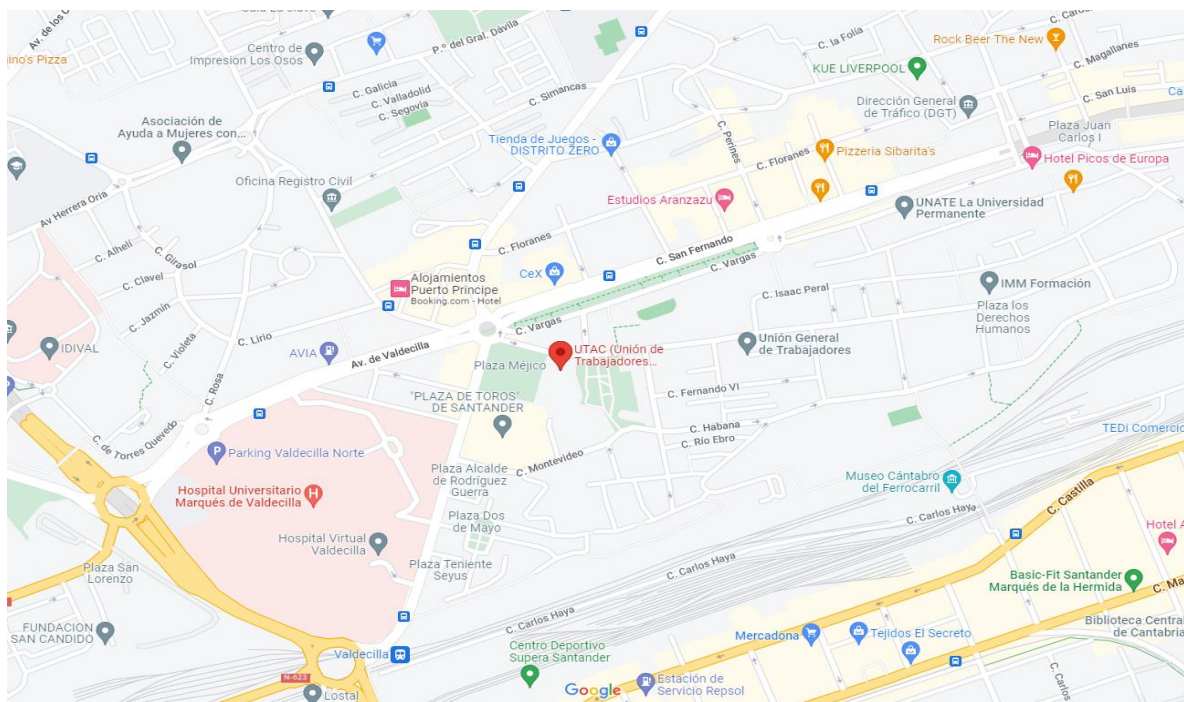 Av. de los
Centro de
Impresion Los Osos
P.º del Gral. Dávila
C. la Folía
Rock Beer The New
C. Magallanes
ino's Pizza
KUE LIVERPOOL
C. Galicia
C. Valladolid
C. Segovia
C. Simancas
C. San Luis
Dirección General
de Tráfico (DGT)
Asociación de
Ayuda a Mujeres con...
Plaza Juan
Carlos I
Tienda de Juegos -
DISTRITO ZERO
C. Perines
C. Floranes
Pizzeria Sibarita's
Hotel Picos de Europa
Oficina Registro Civil
Estudios Aranzazu
UNATE La Universidad
Permanente
Av Herrera Oria
C. Alhelí
C. Girasol
C. Floranes
C. San Fernando
C. Vargas
C. Clavel
CeX
Alojamientos
Puerto Príncipe
Booking.com - Hotel
IMM Formación
C. Isaac Peral
Plaza los
Derechos
Humanos
C. Jazmín
C. Violeta
C. Lirio
C. Vargas
Unión General
de Trabajadores
IDIVAL
AVIA
Av. de Valdecilla
Plaza Méjico
UTAC (Unión de
Trabajadores...
C. Rosa
"PLAZA DE TOROS"
DE SANTANDER
C. Fernando VI
C. Habana
C. Río Ebro
TEDi Comercio
C. de Torres Quevedo
Parking Valdecilla Norte
C. Montevideo
Plaza Alcalde
de Rodríguez
Guerra
Museo Cántabro
del Ferrocarril
Hospital Universitario
Marqués de Valdecilla
C. Castilla
C. Carlos Haya
Plaza Dos
de Mayo
Hotel A
Hospital Virtual
Valdecilla
Plaza Teniente
Seyus
C. Carlos Haya
Plaza San
Lorenzo
Basic-Fit Santander
Marqués de la Hermida
C. Ma
FUNDACION
SAN CANDIDO
C. Carlos Haya
Mercadona
Tejidos El Secreto
Biblioteca Central
de Cantabria
Valdecilla
Centro Deportivo
Supera Santander
N-623
Lostal
Google
Estación de
Servicio Repsol
C. Carlos